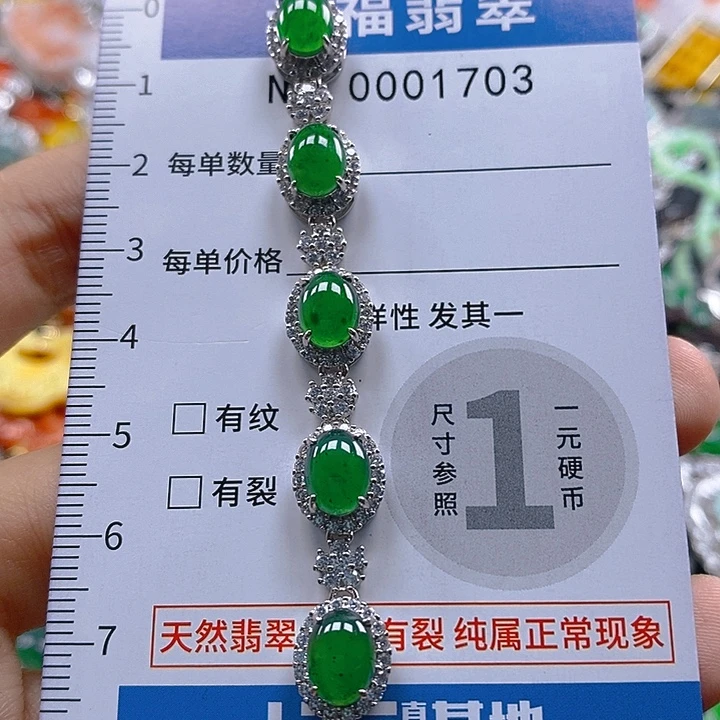 0
福翡翠
1
N 0001703
2
每单数量
3
每单价格
样性 发其一
4
尺寸参照
1
一元硬币
5
有纹
有裂
6
天然翡翠 有裂 纯属正常现象
7
基地